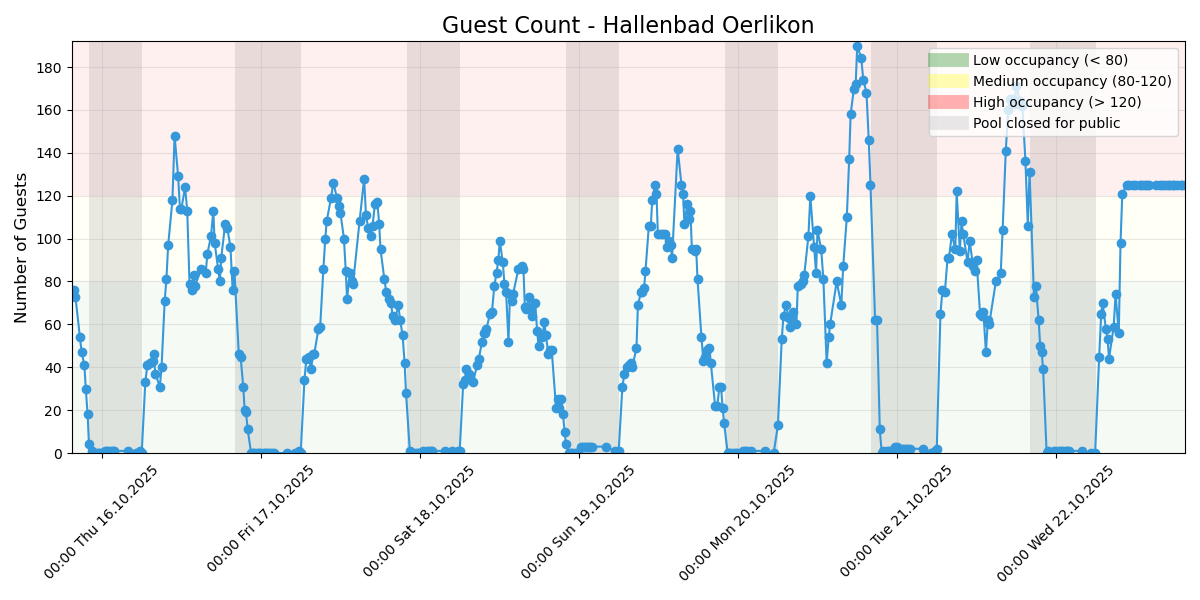 Guest Count - Hallenbad Oerlikon
Number of Guests
180
160
140
120
100
80
60
40
20
0
Low occupancy (< 80)
Medium occupancy (80-120)
High occupancy (> 120)
Pool closed for public
00:00 Thu 16.10.2025
00:00 Fri 17.10.2025
00:00 Sat 18.10.2025
00:00 Sun 19.10.2025
00:00 Mon 20.10.2025
00:00 Tue 21.10.2025
00:00 Wed 22.10.2025